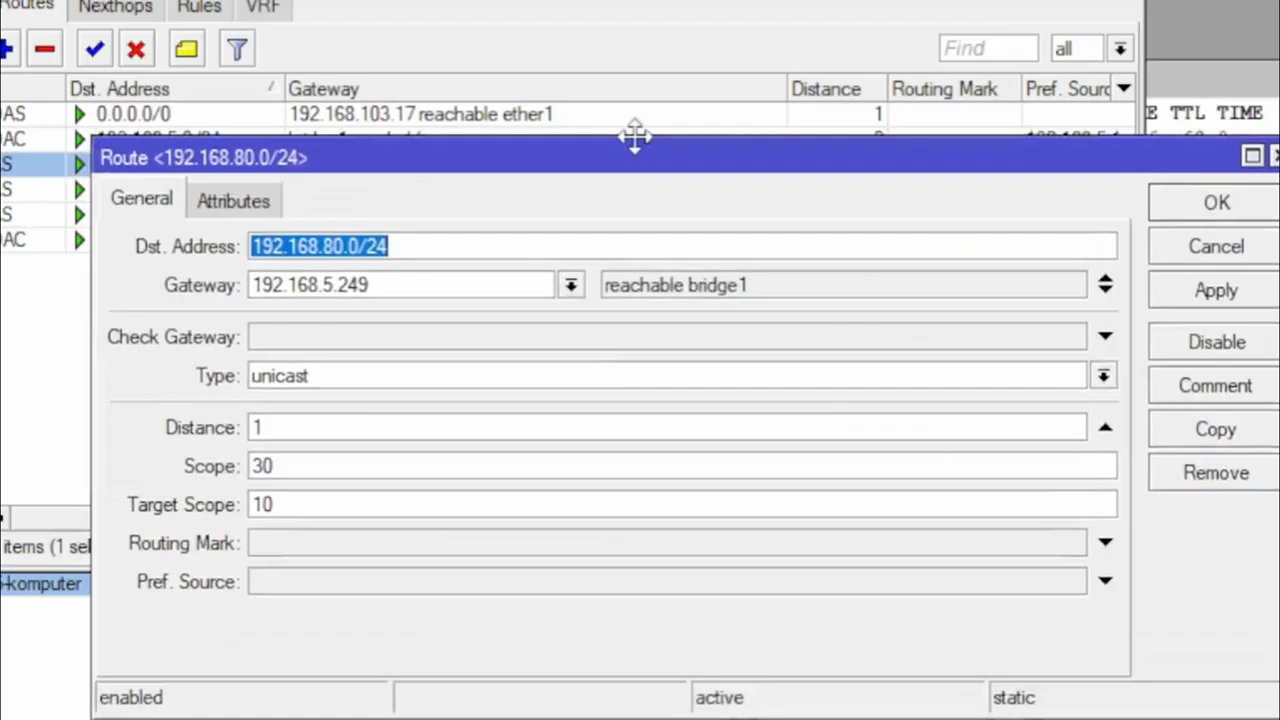 Routes Nexthops Rules VRF
Find all
Dst. Address Gateway Distance Routing Mark Pref. Sourc
E TTL TIME
DAS 0.0.0.0/0 192.168.103.17 reachable ether1 1
DAC
Route <192.168.80.0/24>
S
S
S
DAC
General Attributes
Dst. Address: 192.168.80.0/24
Gateway: 192.168.5.249 reachable bridge1
Check Gateway:
Type: unicast
Distance: 1
Scope: 30
Target Scope: 10
Routing Mark:
Pref. Source:
OK
Cancel
Apply
Disable
Comment
Copy
Remove
items (1 sel
-komputer
enabled active static